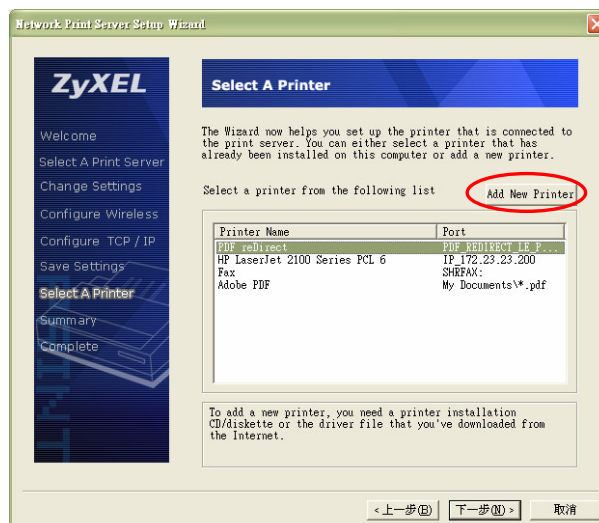 Network Print Server Setup Wizard
ZyXEL
Welcome
Select A Print Server
Change Settings
Configure Wireless
Configure TCP / IP
Save Settings
Select A Printer
Summary
Complete
Select A Printer
The Wizard now helps you set up the printer that is connected to
the print server. You can either select a printer that has
already been installed on this computer or add a new printer.
Select a printer from the following list
Add New Printer
Printer Name Port
PDF reDirect PDF_REDIRECT_LE_P...
HP LaserJet 2100 Series PCL 6 IP_172.23.23.200
Fax SHRFAX:
Adobe PDF My Documents\*.pdf
To add a new printer, you need a printer installation
CD/diskette or the driver file that you've downloaded from
the Internet.
<上一步(B) 下一步(N)> 取消